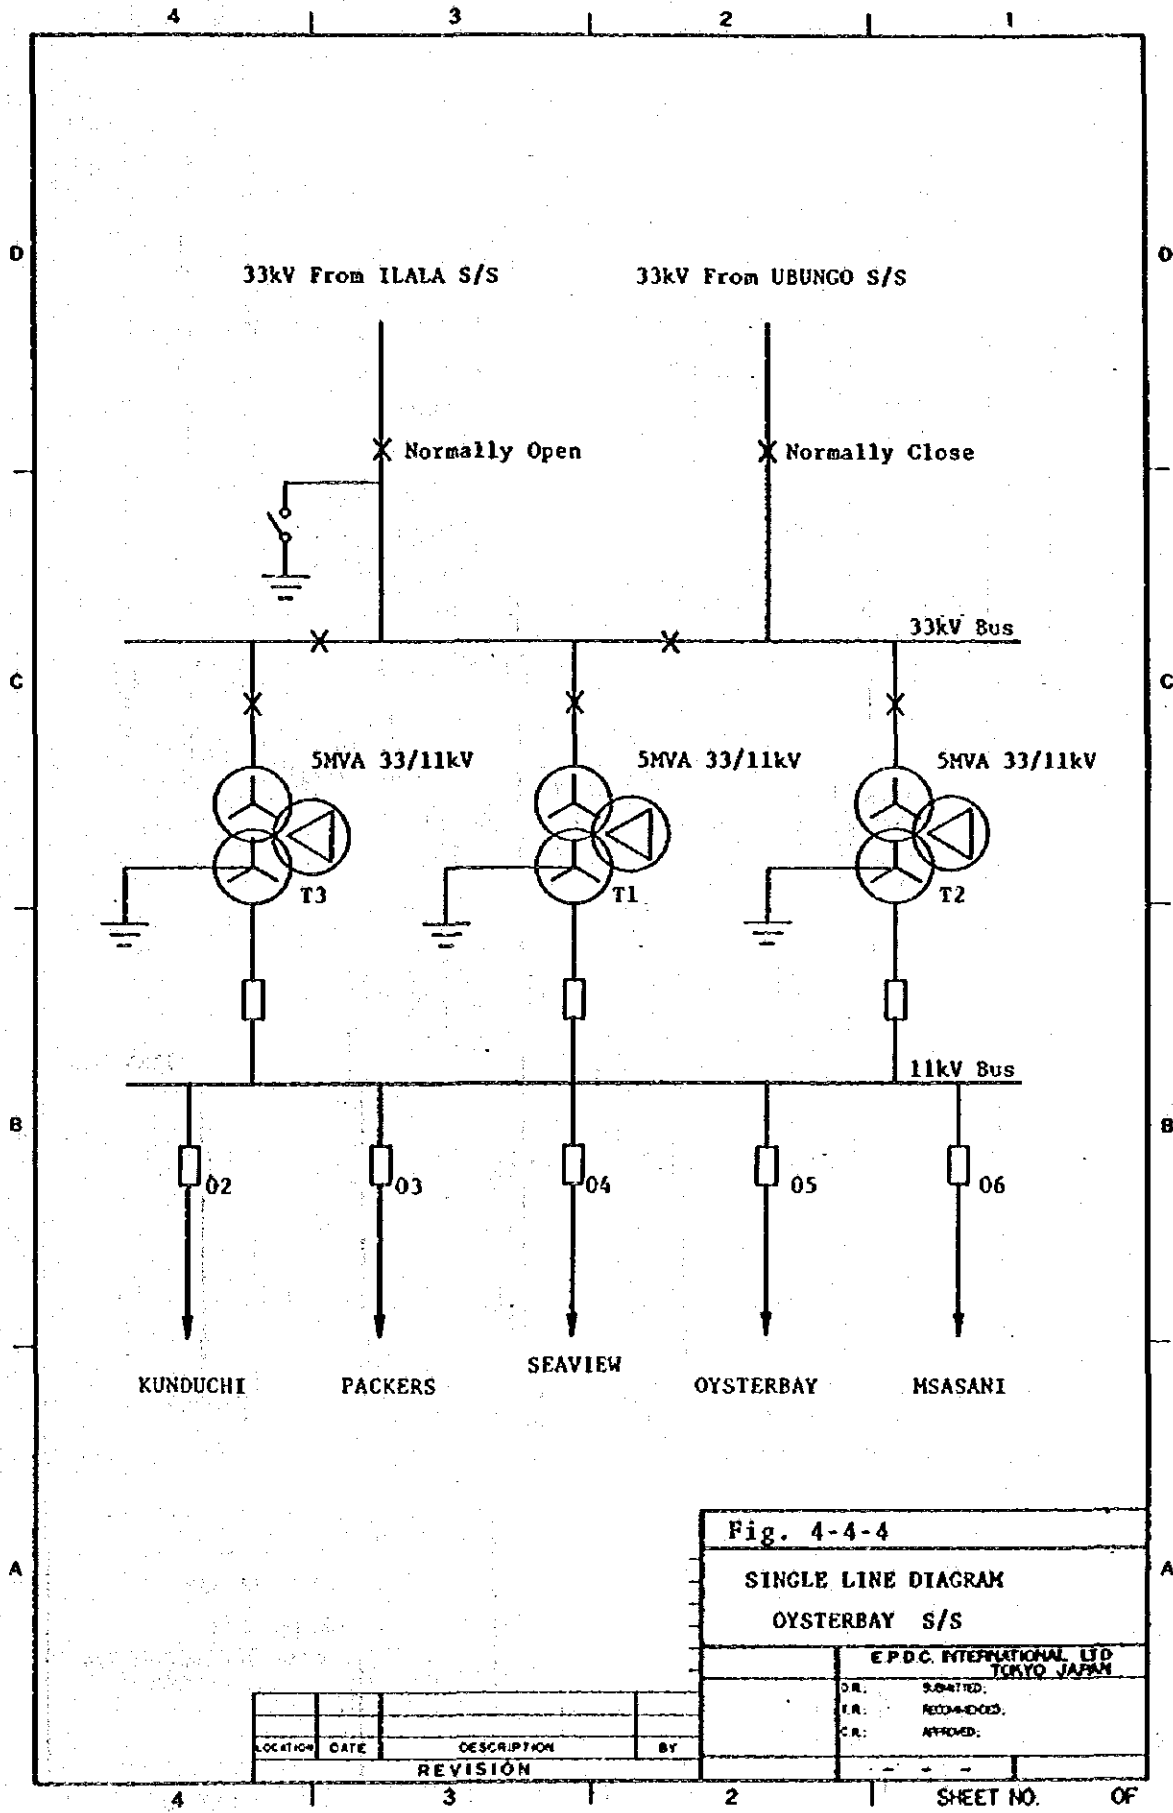 4 3 2 1
D D
33kV From ILALA S/S 33kV From UBUNGO S/S
Normally Open Normally Close
33kV Bus
C C
5MVA 33/11kV 5MVA 33/11kV 5MVA 33/11kV
T3 T1 T2
11kV Bus
B B
02 03 04 05 06
SEAVIEW
KUNDUCHI PACKERS OYSTERBAY MSASANI
Fig. 4-4-4
A A
SINGLE LINE DIAGRAM
OYSTERBAY S/S
E.P.D.C. INTERNATIONAL LTD
TOKYO JAPAN
D.R.: SUBMITTED:
F.R.: RECOMMENDED:
C.R.: APPROVED:
LOCATION DATE DESCRIPTION BY
REVISION
- - -
4 3 2 SHEET NO. OF